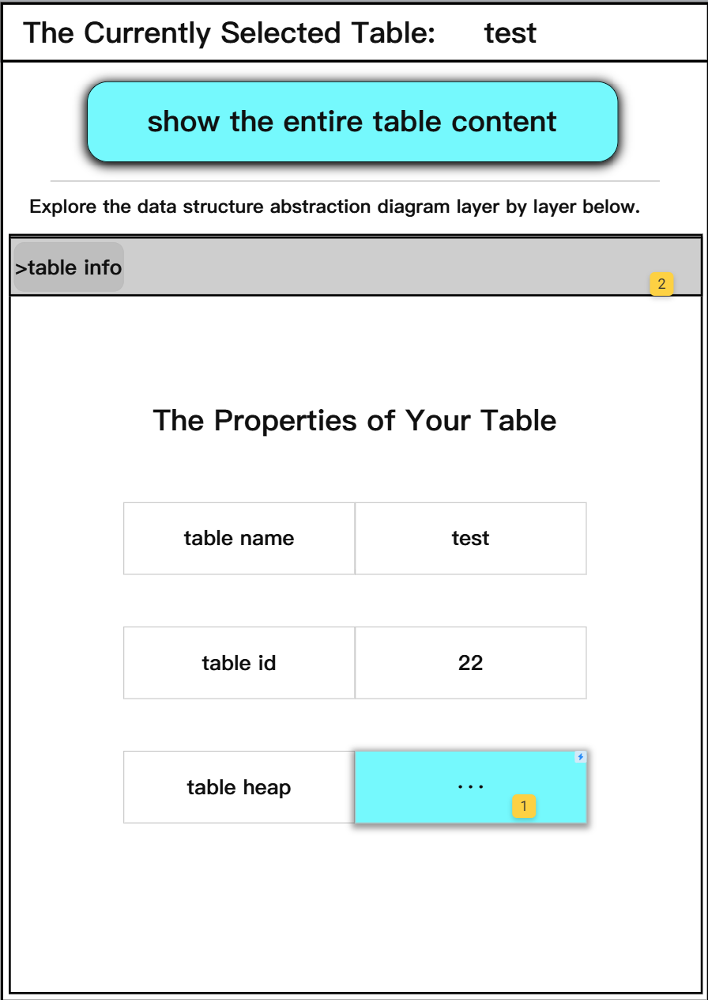 The Currently Selected Table: test
show the entire table content
Explore the data structure abstraction diagram layer by layer below.
>table info
2
The Properties of Your Table
table name test
table id 22
table heap ...
1